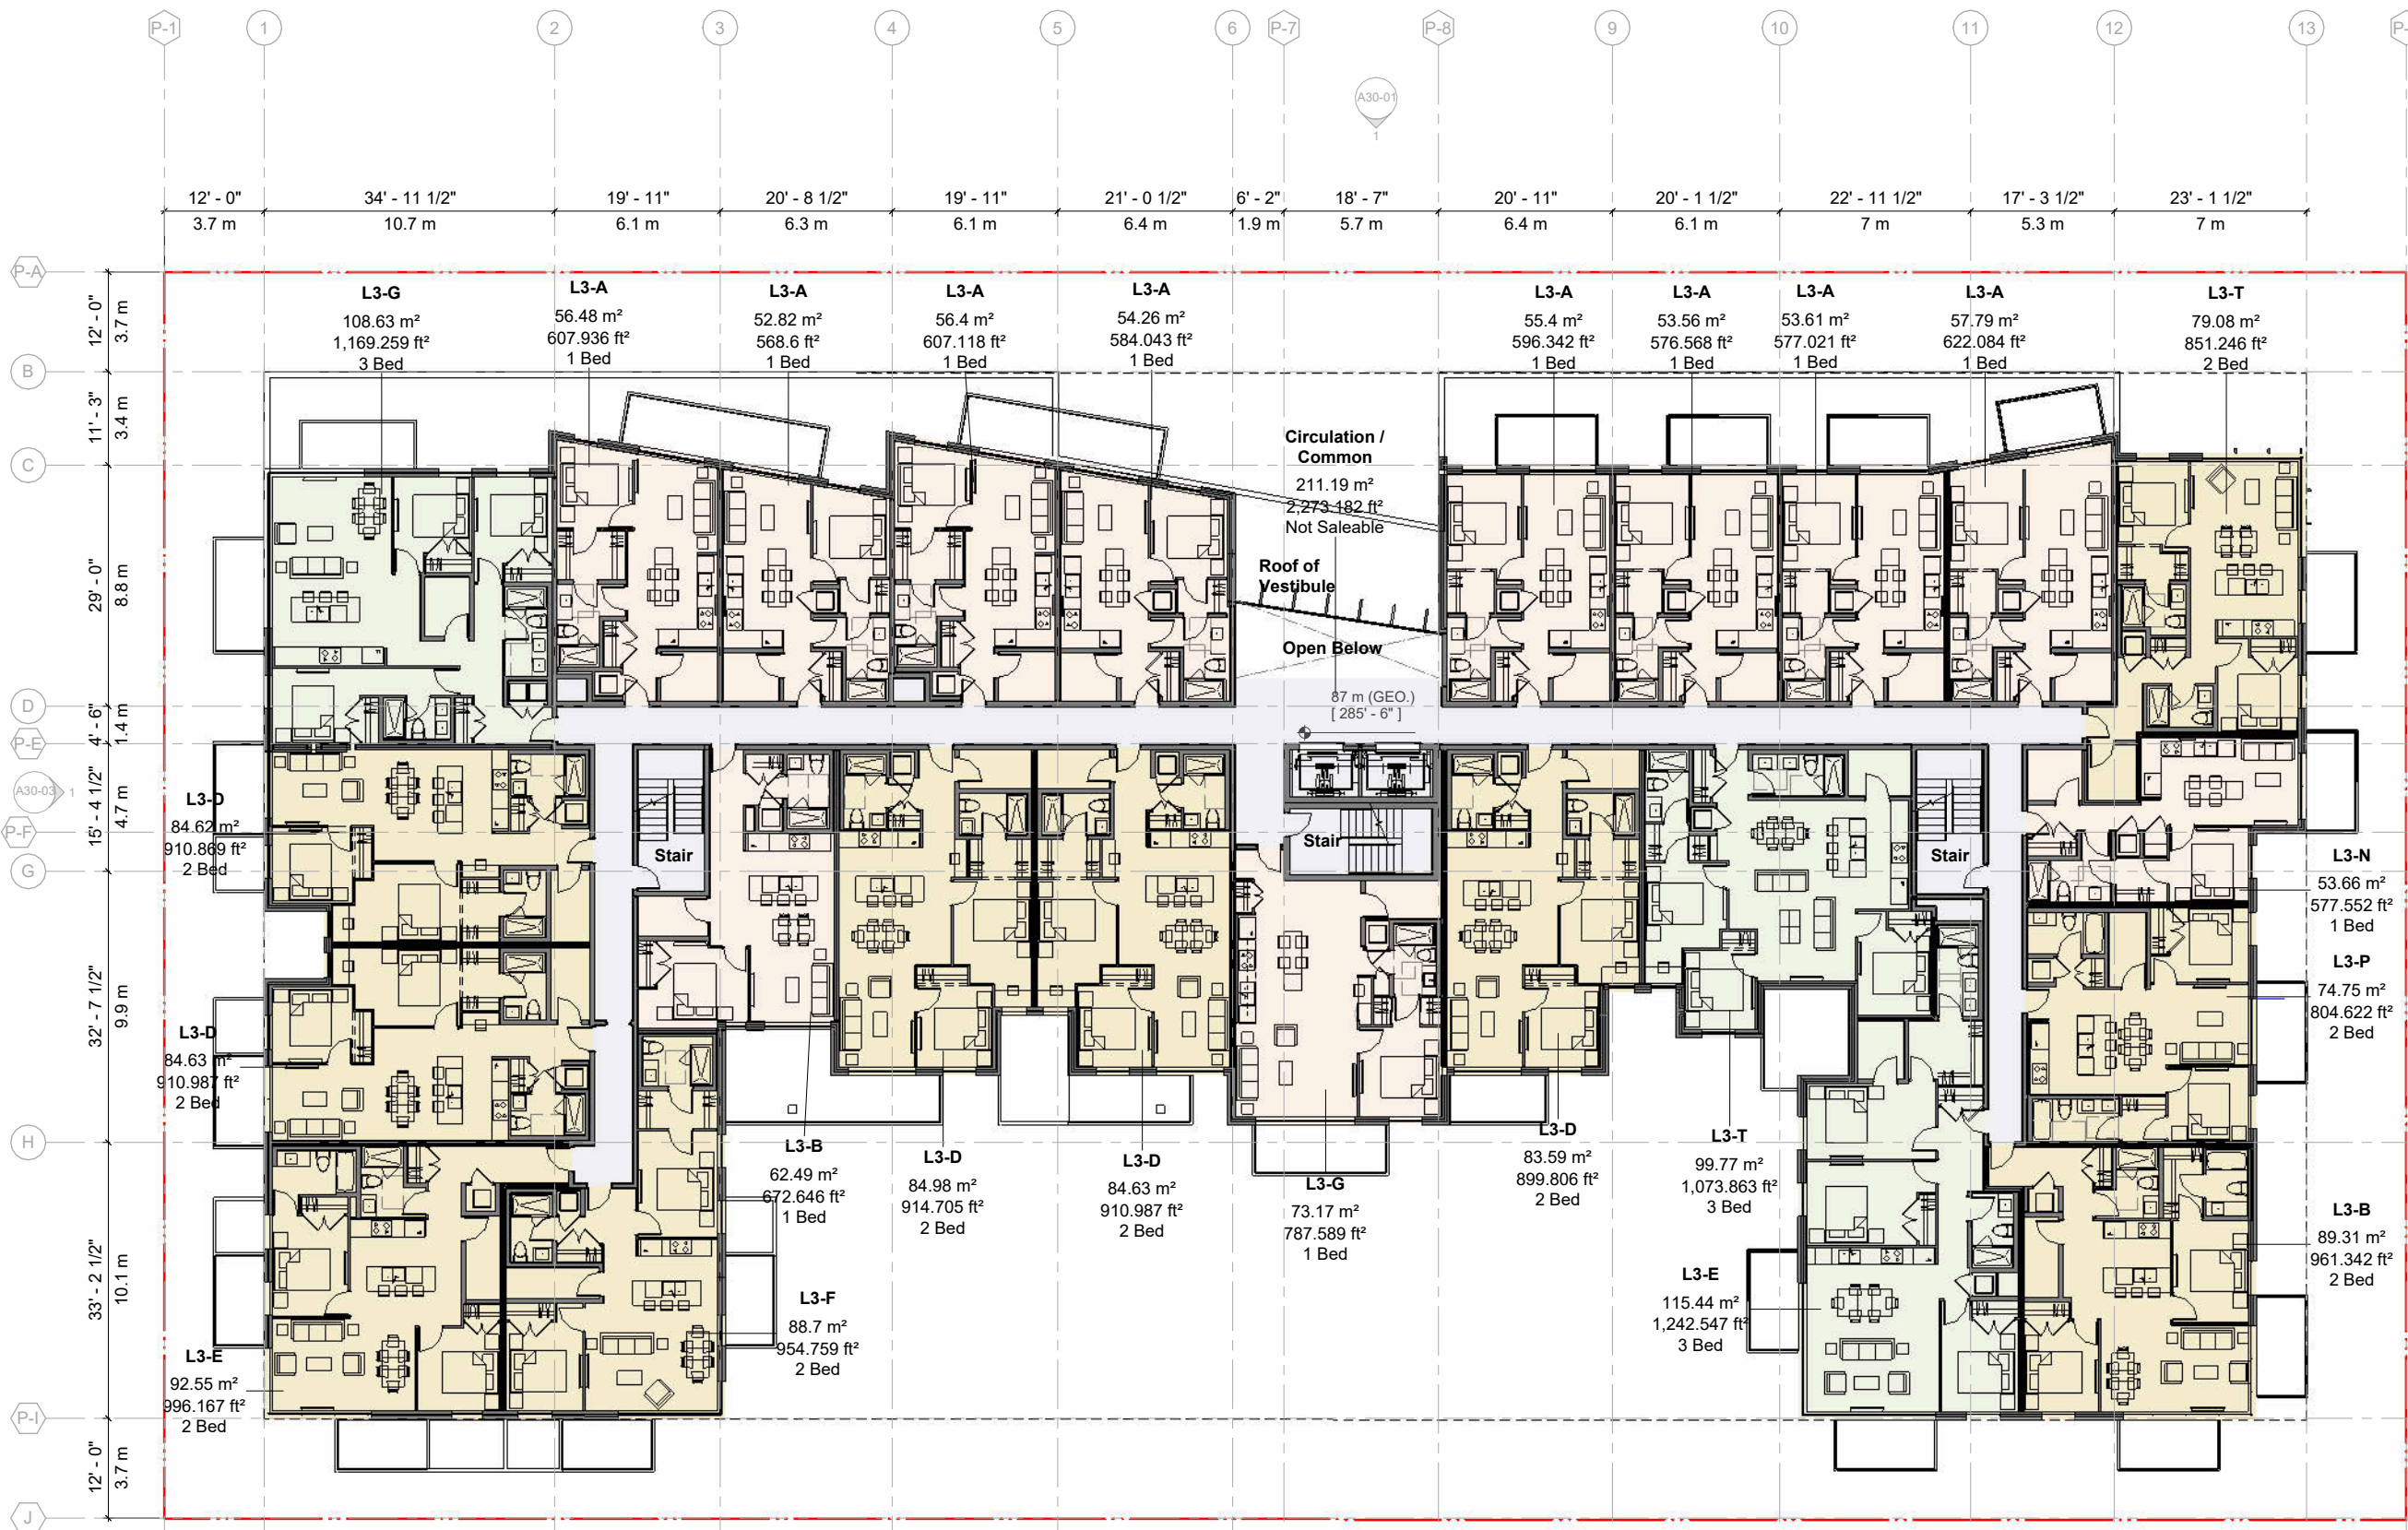 P-1
1
2
3
4
5
6
P-7
P-8
9
10
11
12
13
A30-01
1
12' - 0"
34' - 11 1/2"
19' - 11"
20' - 8 1/2"
19' - 11"
21' - 0 1/2"
6' - 2"
18' - 7"
20' - 11"
20' - 1 1/2"
22' - 11 1/2"
17' - 3 1/2"
23' - 1 1/2"
3.7 m
10.7 m
6.1 m
6.3 m
6.1 m
6.4 m
1.9 m
5.7 m
6.4 m
6.1 m
7 m
5.3 m
7 m
P-A
B
C
D
P-E
A30-03
1
P-F
G
H
P-I
J
12' - 0"
3.7 m
11' - 3"
3.4 m
29' - 0"
8.8 m
4' - 6"
1.4 m
15' - 4 1/2"
4.7 m
32' - 7 1/2"
9.9 m
33' - 2 1/2"
10.1 m
12' - 0"
3.7 m
L3-G
108.63 m²
1,169.259 ft²
3 Bed
L3-A
56.48 m²
607.936 ft²
1 Bed
L3-A
52.82 m²
568.6 ft²
1 Bed
L3-A
56.4 m²
607.118 ft²
1 Bed
L3-A
54.26 m²
584.043 ft²
1 Bed
L3-A
55.4 m²
596.342 ft²
1 Bed
L3-A
53.56 m²
576.568 ft²
1 Bed
L3-A
53.61 m²
577.021 ft²
1 Bed
L3-A
57.79 m²
622.084 ft²
1 Bed
L3-T
79.08 m²
851.246 ft²
2 Bed
Circulation /
Common
211.19 m²
2,273.182 ft²
Not Saleable
Roof of
Vestibule
Open Below
87 m (GEO.)
[ 285' - 6" ]
Stair
Stair
Stair
L3-D
84.62 m²
910.869 ft²
2 Bed
L3-D
84.63 m²
910.987 ft²
2 Bed
L3-E
92.55 m²
996.167 ft²
2 Bed
L3-B
62.49 m²
672.646 ft²
1 Bed
L3-F
88.7 m²
954.759 ft²
2 Bed
L3-D
84.98 m²
914.705 ft²
2 Bed
L3-D
84.63 m²
910.987 ft²
2 Bed
L3-G
73.17 m²
787.589 ft²
1 Bed
L3-D
83.59 m²
899.806 ft²
2 Bed
L3-T
99.77 m²
1,073.863 ft²
3 Bed
L3-E
115.44 m²
1,242.547 ft²
3 Bed
L3-N
53.66 m²
577.552 ft²
1 Bed
L3-P
74.75 m²
804.622 ft²
2 Bed
L3-B
89.31 m²
961.342 ft²
2 Bed